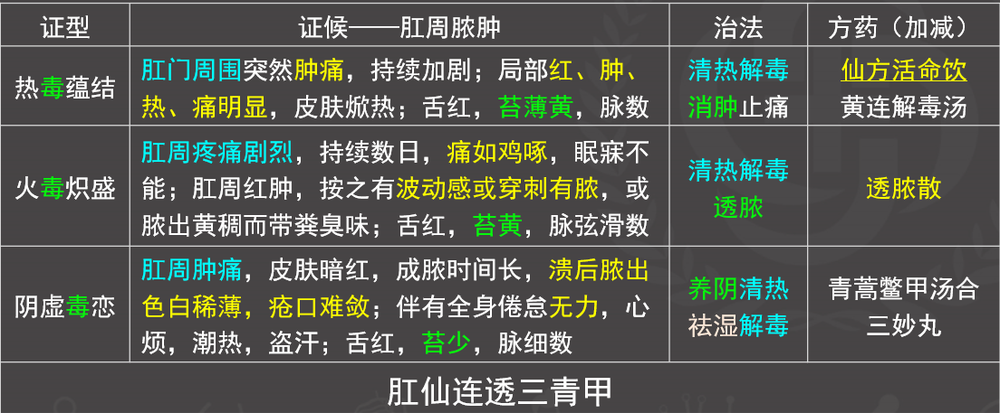 证型 证候——肛周脓肿 治法 方药（加减）
热毒蕴结
肛门周围突然肿痛，持续加剧；局部红、肿、
热、痛明显，皮肤焮热；舌红，苔薄黄，脉数
清热解毒
消肿止痛
仙方活命饮
黄连解毒汤
火毒炽盛
肛周疼痛剧烈，持续数日，痛如鸡啄，眠寐不
能；肛周红肿，按之有波动感或穿刺有脓，或
脓出黄稠而带粪臭味；舌红，苔黄，脉弦滑数
清热解毒
透脓
透脓散
阴虚毒恋
肛周肿痛，皮肤暗红，成脓时间长，溃后脓出
色白稀薄，疮口难敛；伴有全身倦怠无力，心
烦，潮热，盗汗；舌红，苔少，脉细数
养阴清热
祛湿解毒
青蒿鳖甲汤合
三妙丸
肛仙连透三青甲